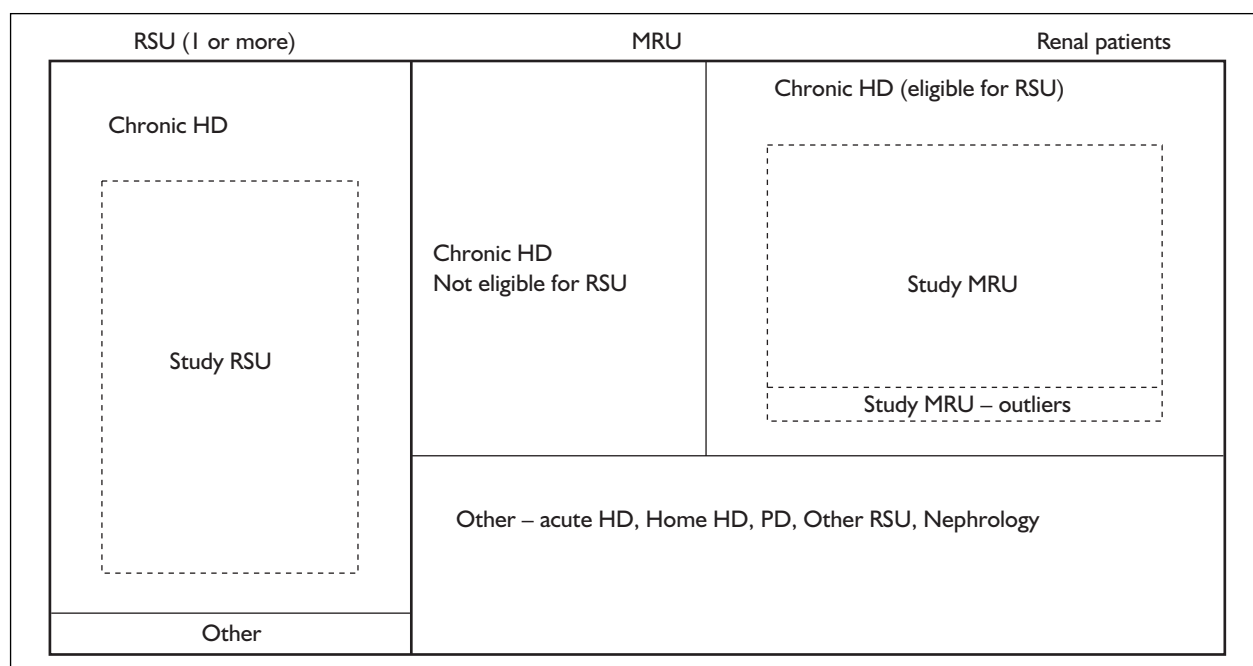 RSU (1 or more)
MRU
Renal patients
Chronic HD
Study RSU
Other
Chronic HD
Not eligible for RSU
Chronic HD (eligible for RSU)
Study MRU
Study MRU – outliers
Other – acute HD, Home HD, PD, Other RSU, Nephrology